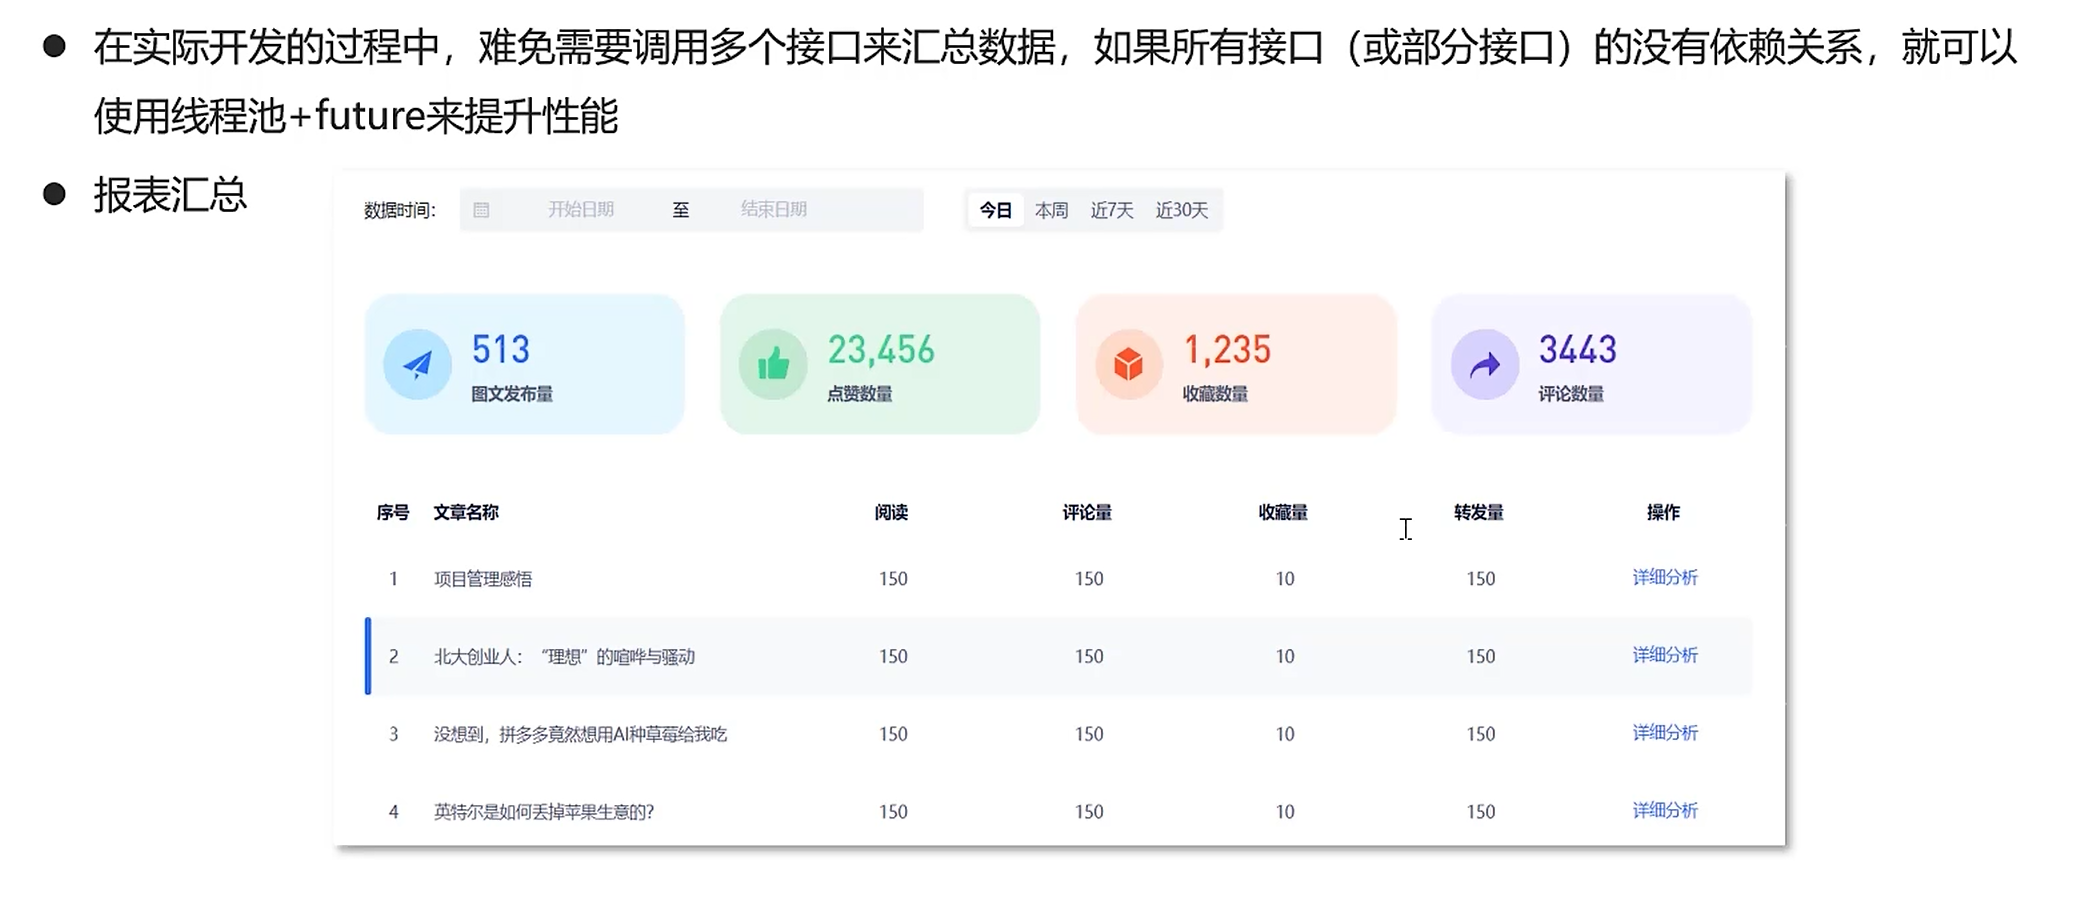 ● 在实际开发的过程中，难免需要调用多个接口来汇总数据，如果所有接口（或部分接口）的没有依赖关系，就可以
使用线程池+future来提升性能
● 报表汇总
数据时间： 开始日期 至 结束日期 今日 本周 近7天 近30天
513 23,456 1,235 3443
图文发布量 点赞数量 收藏数量 评论数量
序号 文章名称 阅读 评论量 收藏量 转发量 操作
1 项目管理感悟 150 150 10 150 详细分析
2 北大创业人：“理想”的喧哗与骚动 150 150 10 150 详细分析
3 没想到，拼多多竟然想用AI种草莓给我吃 150 150 10 150 详细分析
4 英特尔是如何丢掉苹果生意的? 150 150 10 150 详细分析